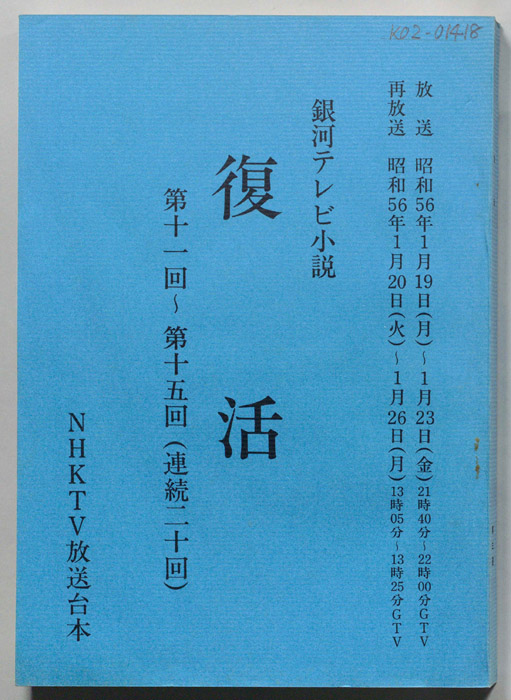 K02-01418
放送 昭和56年1月19日(月)~1月23日(金)21時40分~22時00分GTV
再放送 昭和56年1月20日(火)~1月26日(月)13時05分~13時25分GTV
銀河テレビ小説
復活
第十一回~第十五回(連続二十回)
NHKTV放送台本